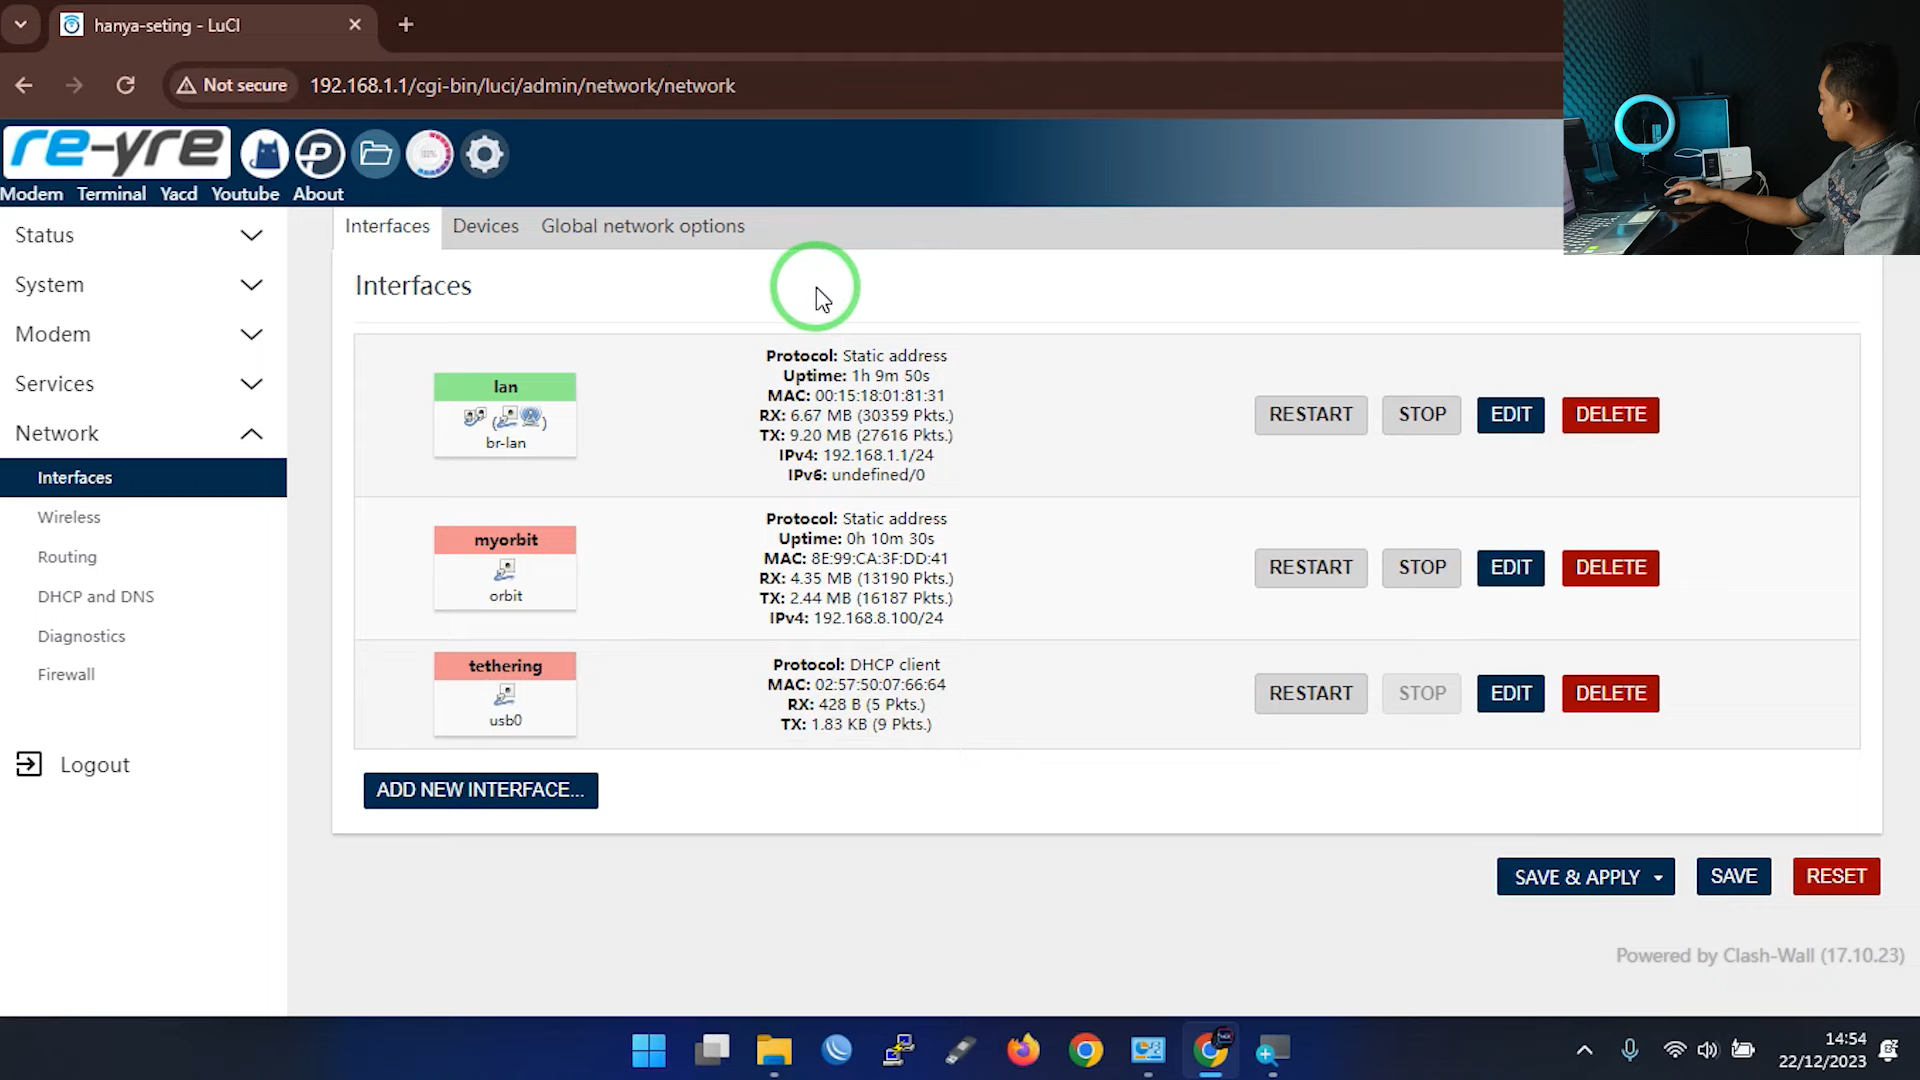 hanya-seting - LuCI
Not secure
192.168.1.1/cgi-bin/luci/admin/network/network
re-yre
Modem Terminal Yacd Youtube About
Status
System
Modem
Services
Network
Interfaces
Wireless
Routing
DHCP and DNS
Diagnostics
Firewall
Logout
Interfaces Devices Global network options
Interfaces
lan
br-lan
Protocol: Static address
Uptime: 1h 9m 50s
MAC: 00:15:18:01:81:31
RX: 6.67 MB (30359 Pkts.)
TX: 9.20 MB (27616 Pkts.)
IPv4: 192.168.1.1/24
IPv6: undefined/0
RESTART STOP EDIT DELETE
myorbit
orbit
Protocol: Static address
Uptime: 0h 10m 30s
MAC: 8E:99:CA:3F:DD:41
RX: 4.35 MB (13190 Pkts.)
TX: 2.44 MB (16187 Pkts.)
IPv4: 192.168.8.100/24
RESTART STOP EDIT DELETE
tethering
usb0
Protocol: DHCP client
MAC: 02:57:50:07:66:64
RX: 428 B (5 Pkts.)
TX: 1.83 KB (9 Pkts.)
RESTART STOP EDIT DELETE
ADD NEW INTERFACE...
SAVE & APPLY SAVE RESET
Powered by Clash-Wall (17.10.23)
14:54
22/12/2023